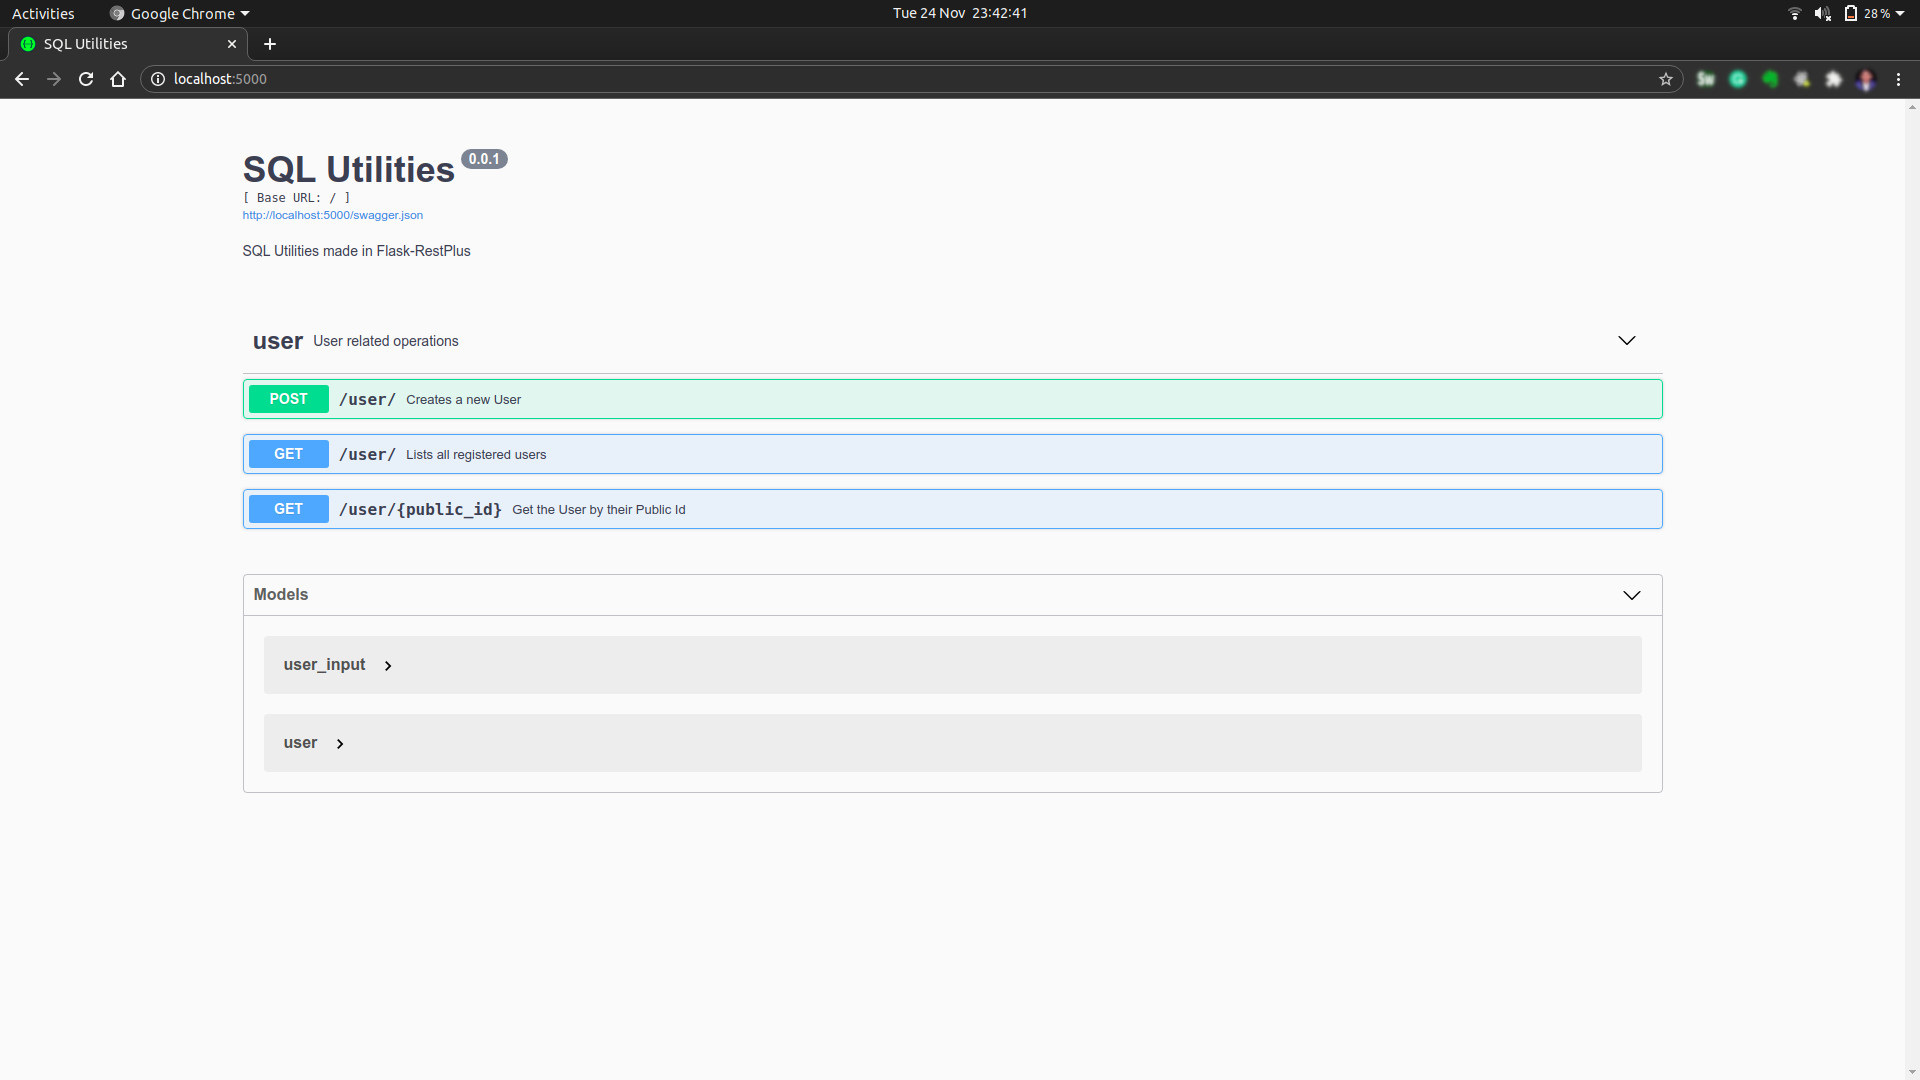 Activities
Google Chrome
Tue 24 Nov 23:42:41
28 %
SQL Utilities
localhost:5000
SQL Utilities 0.0.1
[ Base URL: / ]
http://localhost:5000/swagger.json
SQL Utilities made in Flask-RestPlus
user User related operations
POST /user/ Creates a new User
GET /user/ Lists all registered users
GET /user/{public_id} Get the User by their Public Id
Models
user_input
user